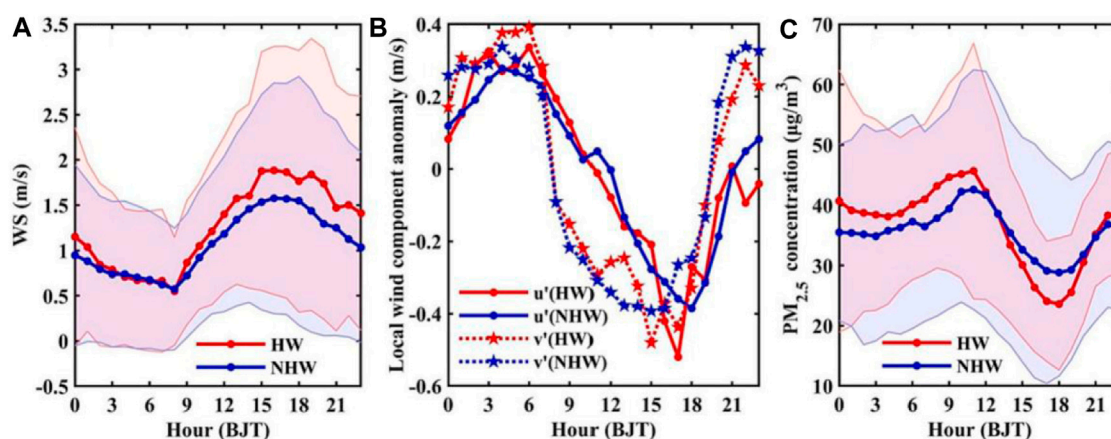 A
WS (m/s)
3.5
3
2.5
2
1.5
1
0.5
0
-0.5
HW
NHW
0 3 6 9 12 15 18 21
Hour (BJT)
B
Local wind component anomaly (m/s)
0.4
0.2
0
-0.2
-0.4
-0.6
u'(HW)
u'(NHW)
v'(HW)
v'(NHW)
0 3 6 9 12 15 18 21
Hour (BJT)
C
PM2.5 concentration (μg/m³)
70
60
50
40
30
20
10
HW
NHW
0 3 6 9 12 15 18 21
Hour (BJT)